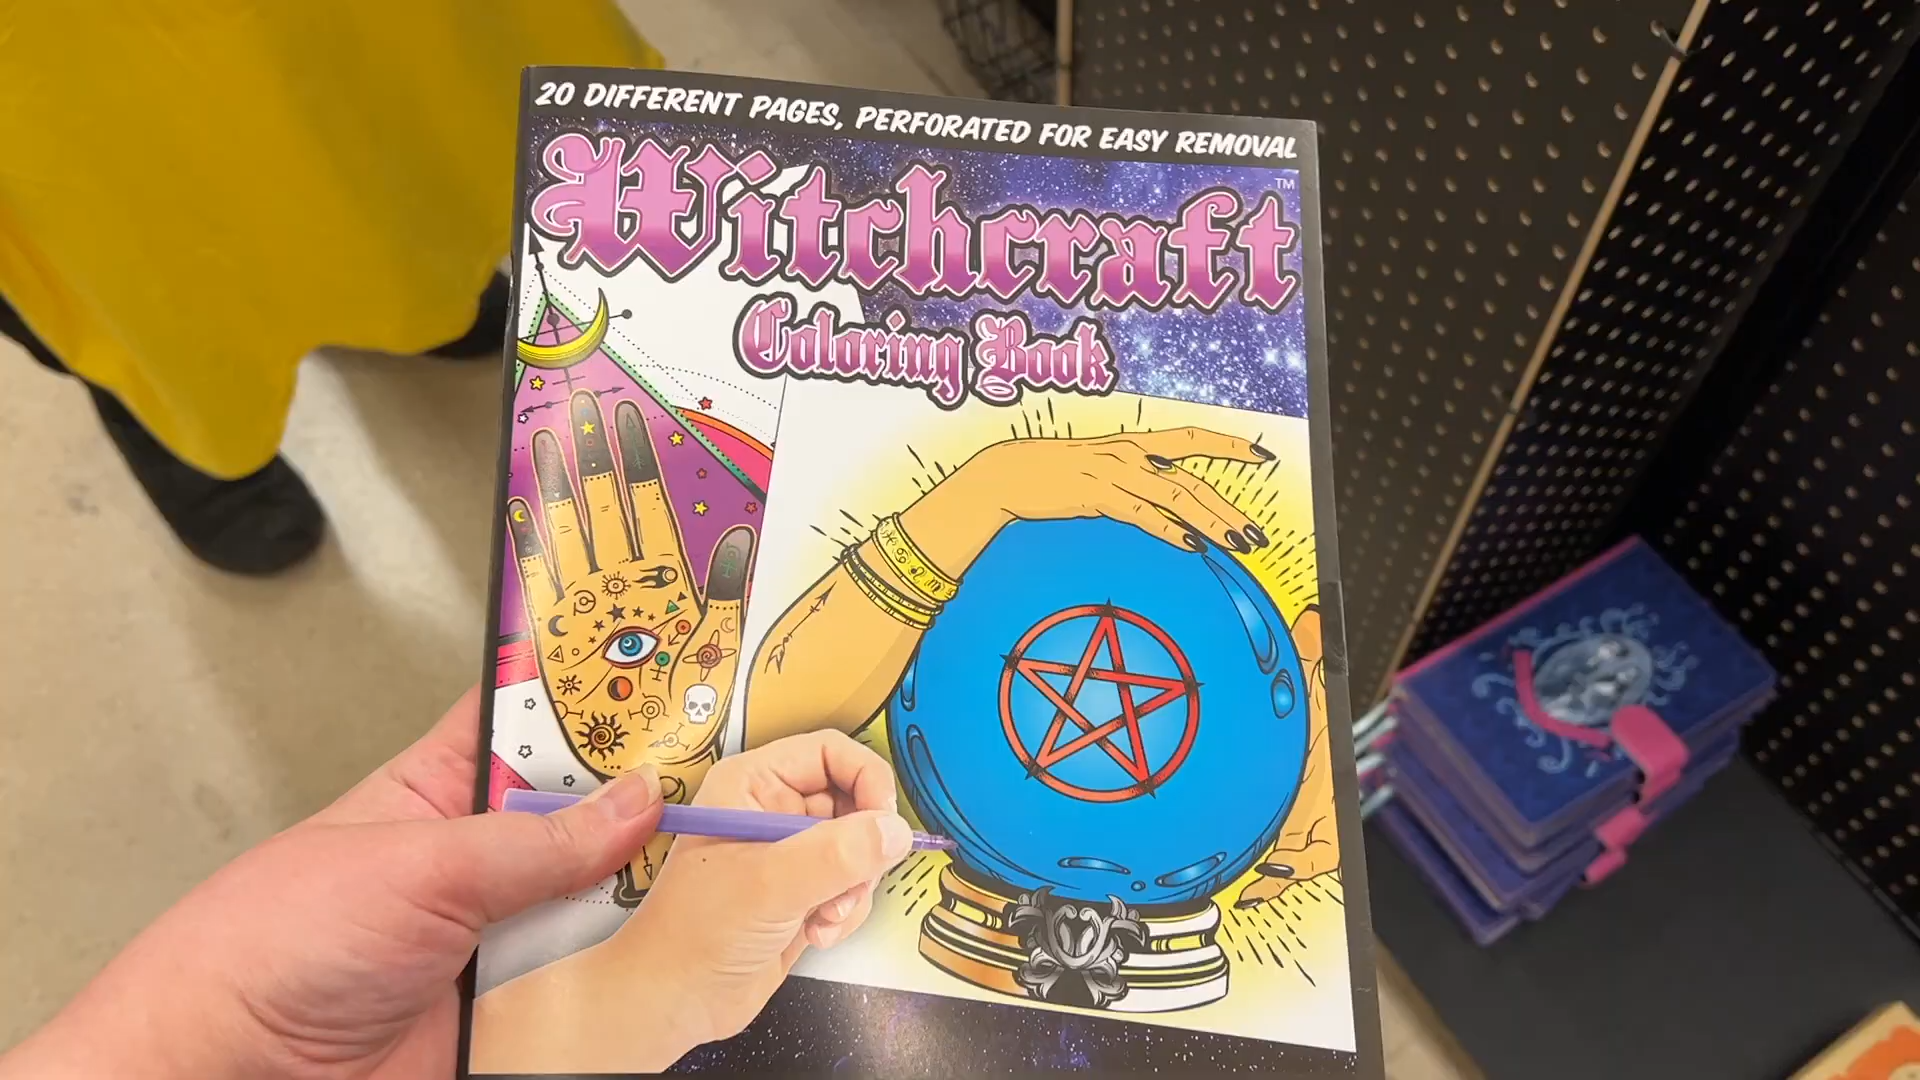 20 DIFFERENT PAGES, PERFORATED FOR EASY REMOVAL
Witchcraft™
Coloring Book